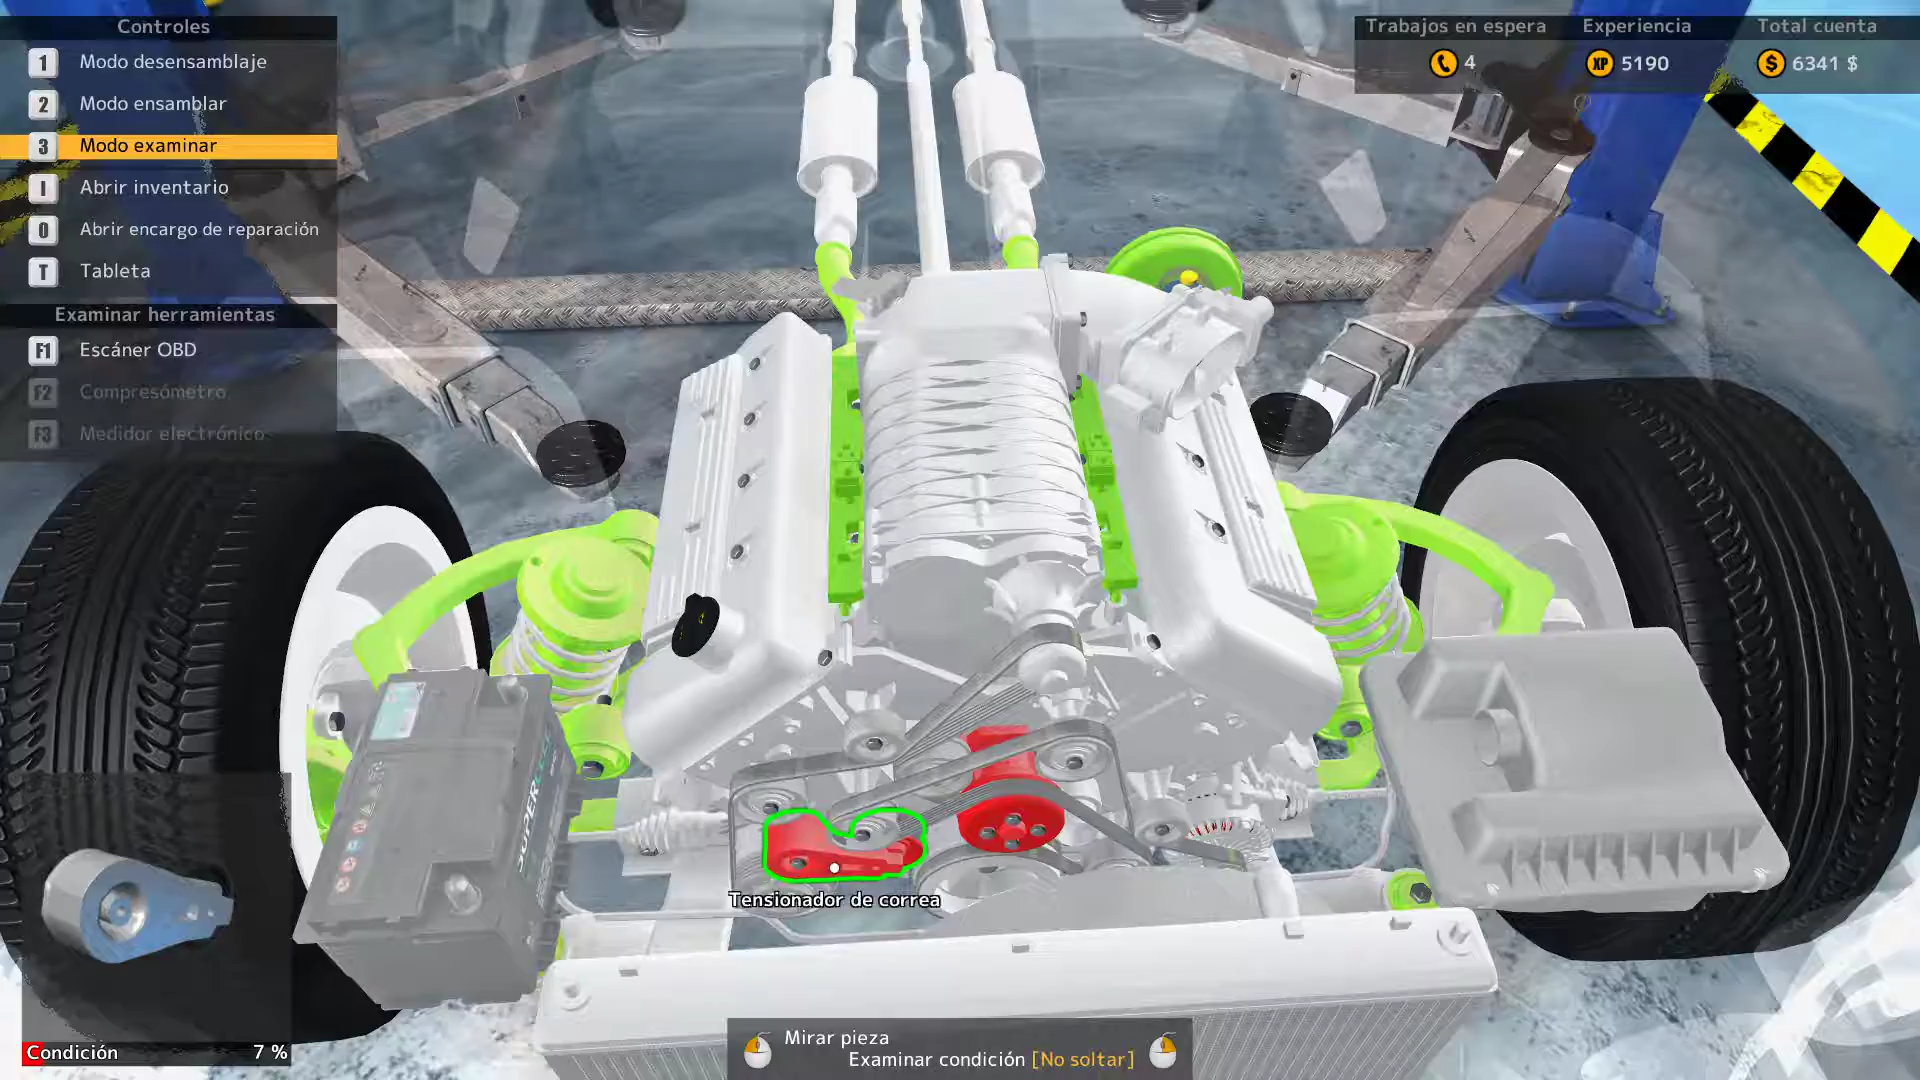 Controles
1 Modo desensamblaje
2 Modo ensamblar
3 Modo examinar
I Abrir inventario
O Abrir encargo de reparación
T Tableta
Examinar herramientas
F1 Escáner OBD
F2 Compresómetro
F3 Medidor electrónico
Trabajos en espera Experiencia Total cuenta
4 XP 5190 $ 6341 $
SUPER
Tensionador de correa
Condición 7 %
Mirar pieza
Examinar condición [No soltar]